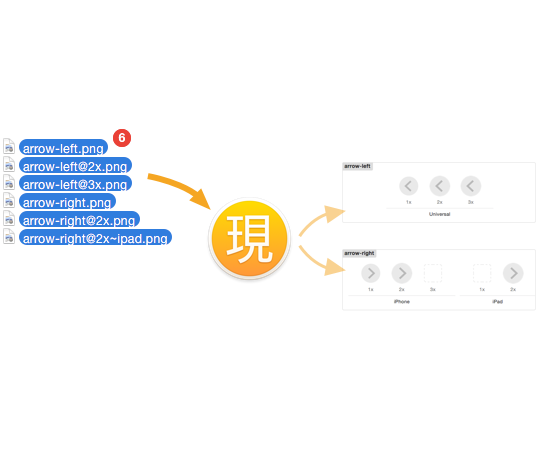 6
arrow-left.png
arrow-left@2x.png
arrow-left@3x.png
arrow-right.png
arrow-right@2x.png
arrow-right@2x~ipad.png
現
arrow-left
1x 2x 3x
Universal
arrow-right
1x 2x 3x 1x 2x
iPhone iPad